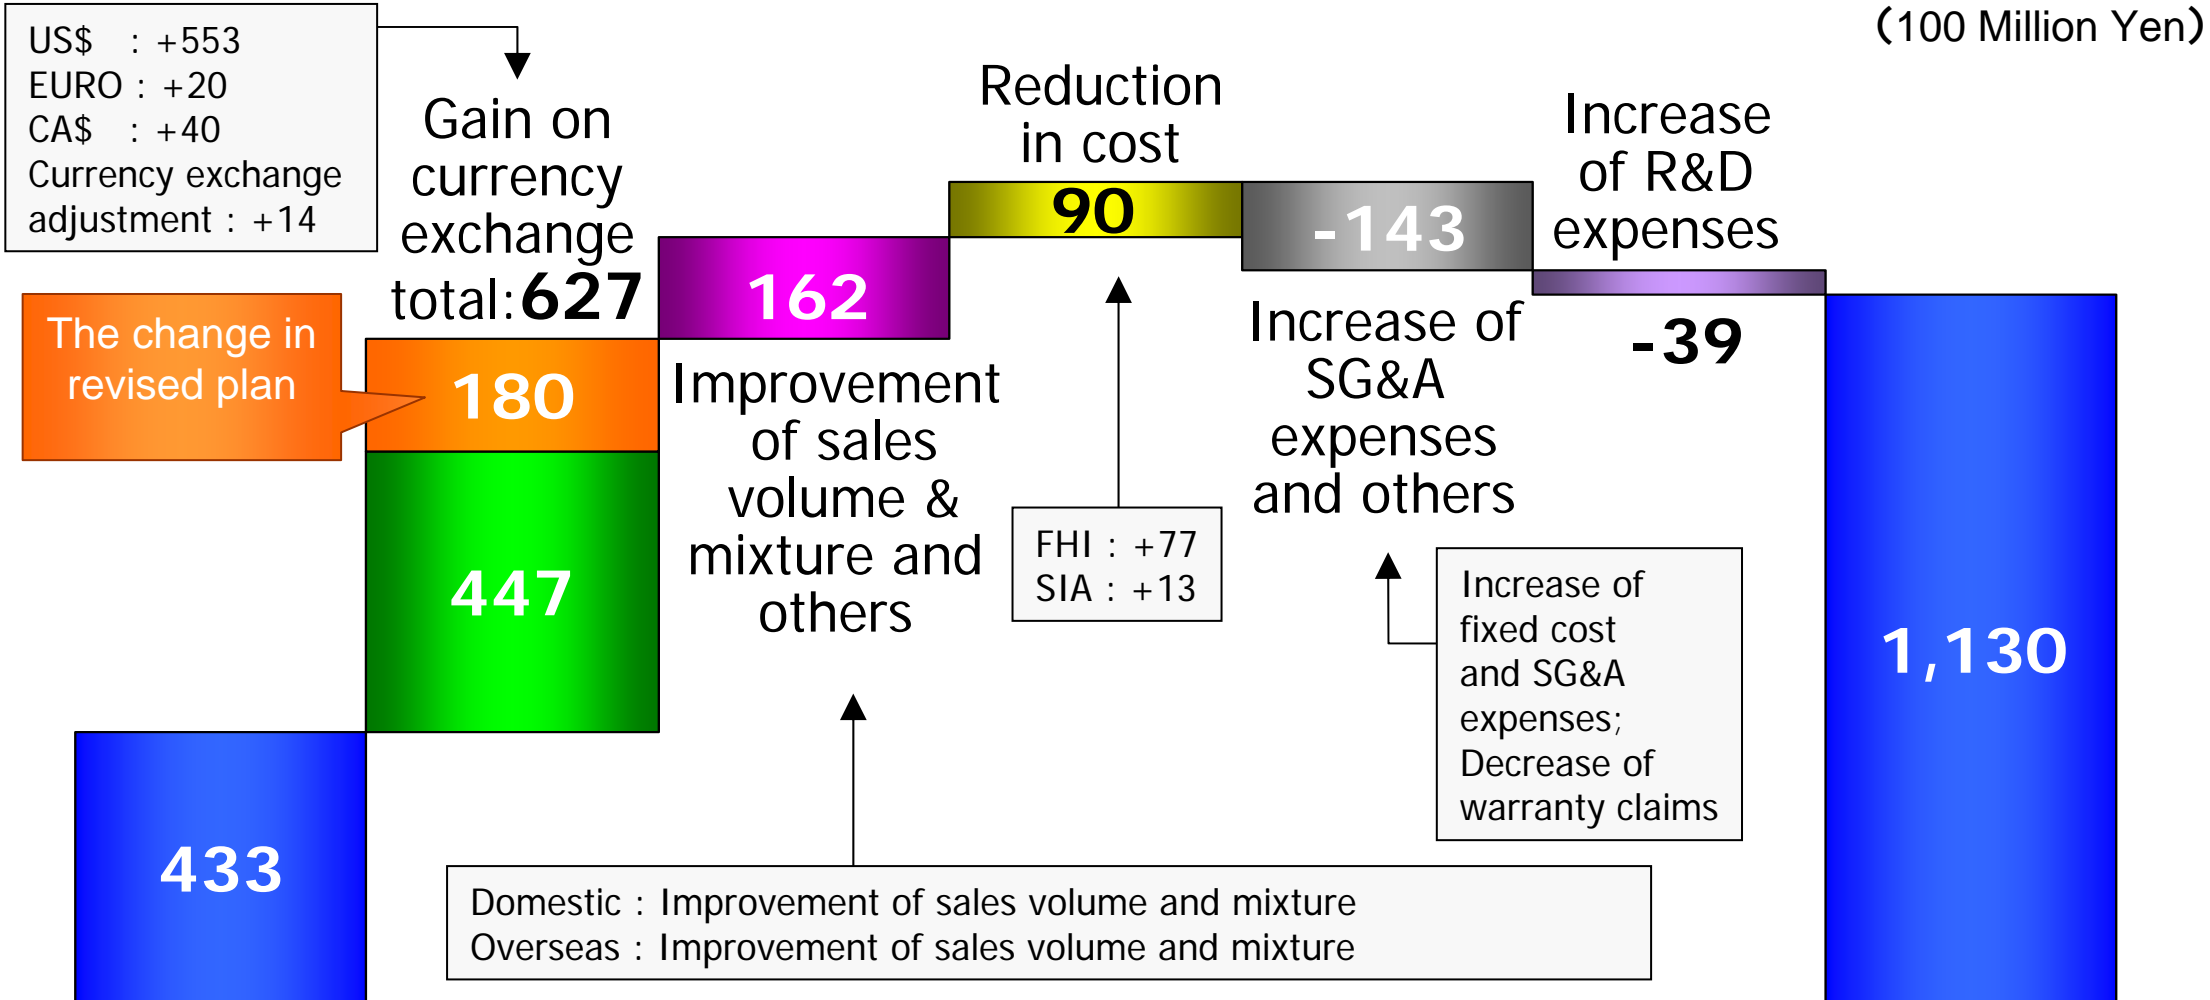 (100 Million Yen)
US$ : +553
EURO : +20
CA$ : +40
Currency exchange
adjustment : +14
Gain on
currency
exchange
total:627
The change in
revised plan
180
447
433
162
Improvement
of sales
volume &
mixture and
others
Domestic : Improvement of sales volume and mixture
Overseas : Improvement of sales volume and mixture
Reduction
in cost
90
FHI : +77
SIA : +13
-143
Increase of
SG&A
expenses
and others
Increase of
fixed cost
and SG&A
expenses;
Decrease of
warranty claims
Increase
of R&D
expenses
-39
1,130